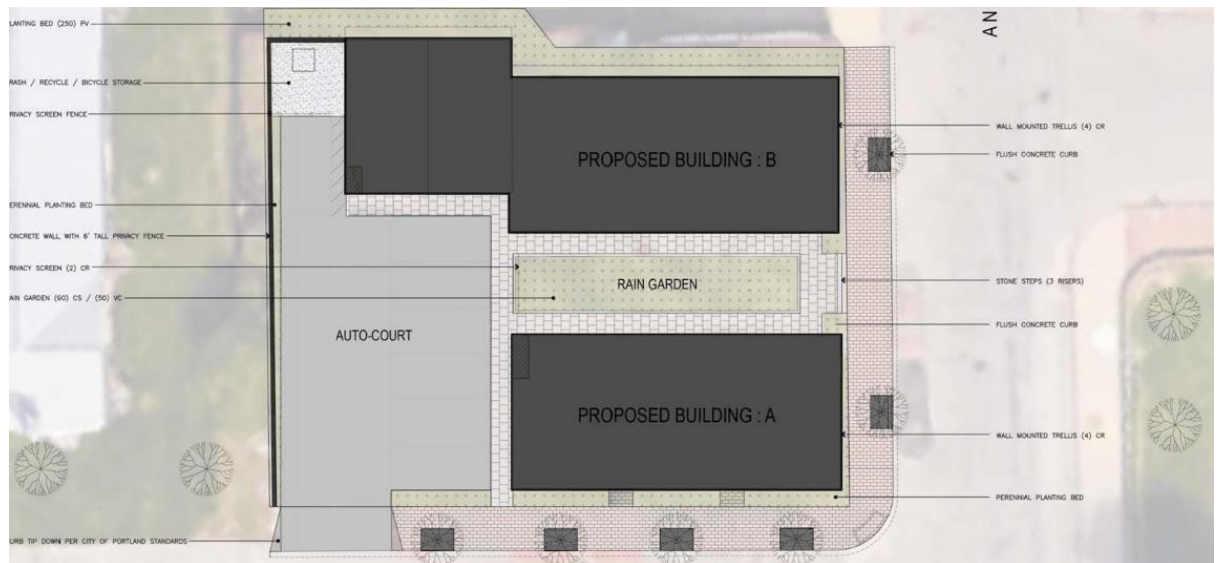 LANTING BED (250) PV
RASH / RECYCLE / BICYCLE STORAGE
RIVACY SCREEN FENCE
ERENNIAL PLANTING BED
ONCRETE WALL WITH 6' TALL PRIVACY FENCE
RIVACY SCREEN (2) CR
AIN GARDEN (90) CS / (50) VC
URB TIP DOWN PER CITY OF PORTLAND STANDARDS
PROPOSED BUILDING : B
RAIN GARDEN
AUTO-COURT
PROPOSED BUILDING : A
AN
WALL MOUNTED TRELLIS (4) CR
FLUSH CONCRETE CURB
STONE STEPS (3 RISERS)
FLUSH CONCRETE CURB
WALL MOUNTED TRELLIS (4) CR
PERENNIAL PLANTING BED